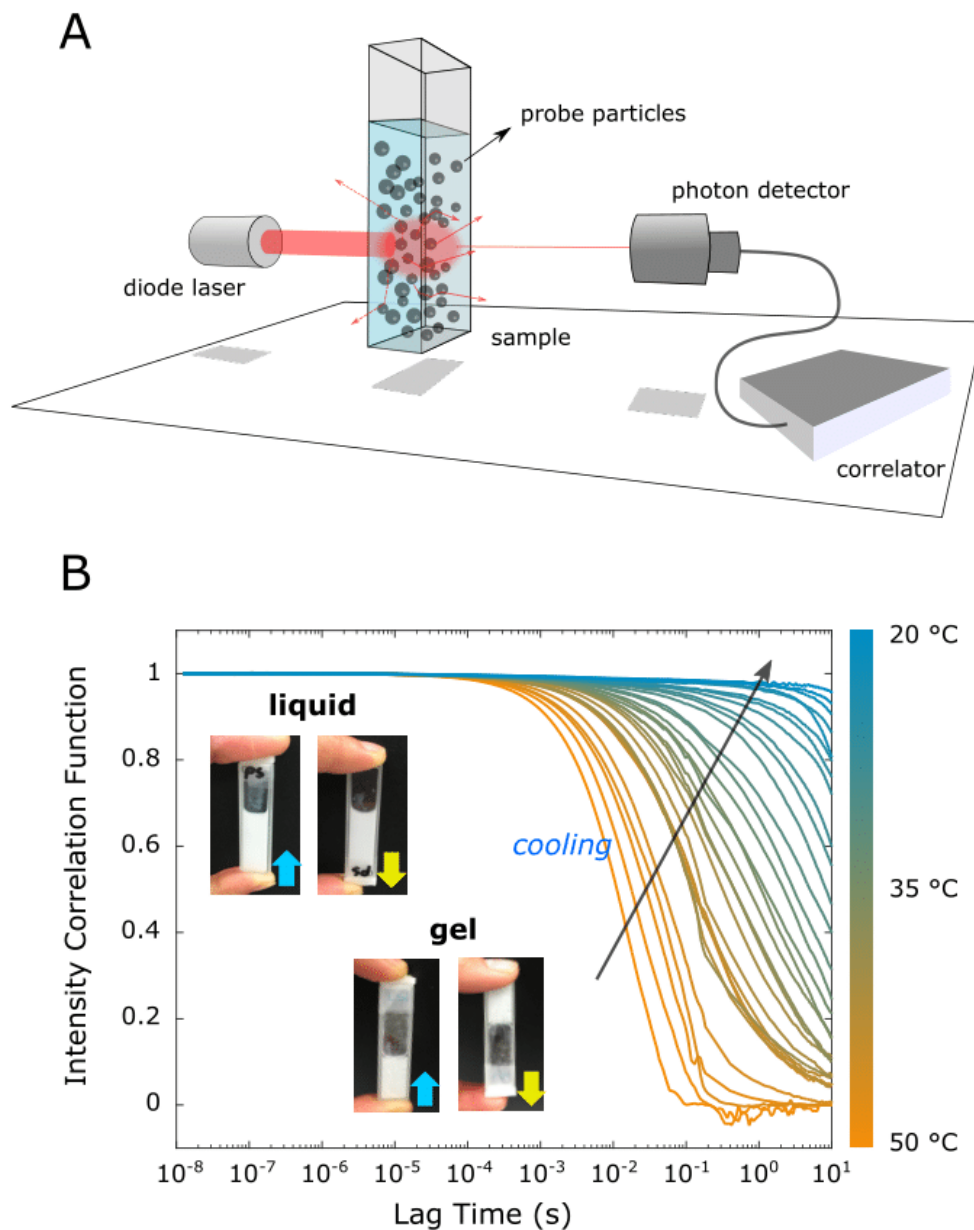 A
probe particles
photon detector
diode laser
sample
correlator
B
Intensity Correlation Function
1
0.8
0.6
0.4
0.2
0
liquid
PS
PS
cooling
gel
20 °C
35 °C
50 °C
10⁻⁸ 10⁻⁷ 10⁻⁶ 10⁻⁵ 10⁻⁴ 10⁻³ 10⁻² 10⁻¹ 10⁰ 10¹
Lag Time (s)